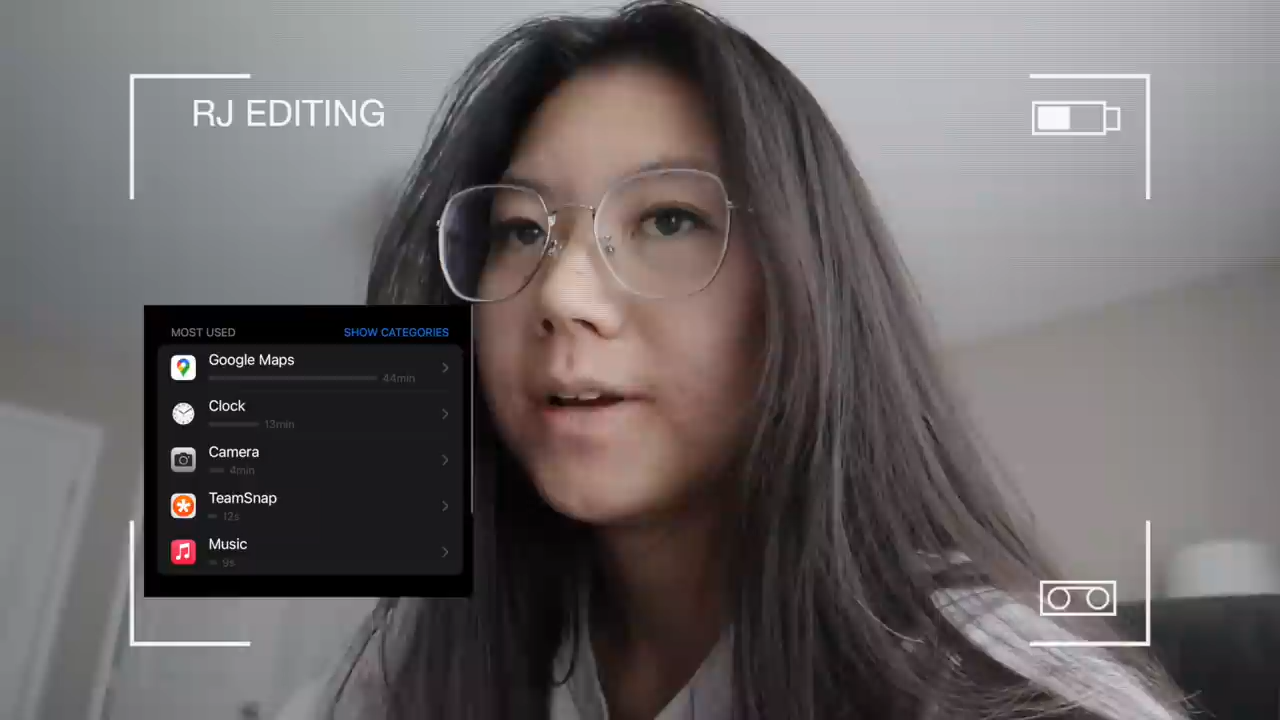 RJ EDITING
MOST USED SHOW CATEGORIES
Google Maps
44min
Clock
13min
Camera
4min
TeamSnap
12s
Music
9s